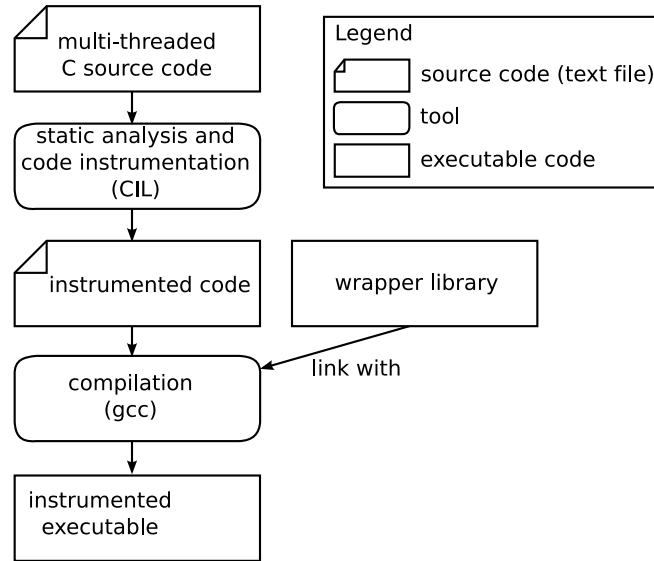 multi-threaded
C source code
static analysis and
code instrumentation
(CIL)
instrumented code
wrapper library
link with
compilation
(gcc)
instrumented
executable
Legend
source code (text file)
tool
executable code